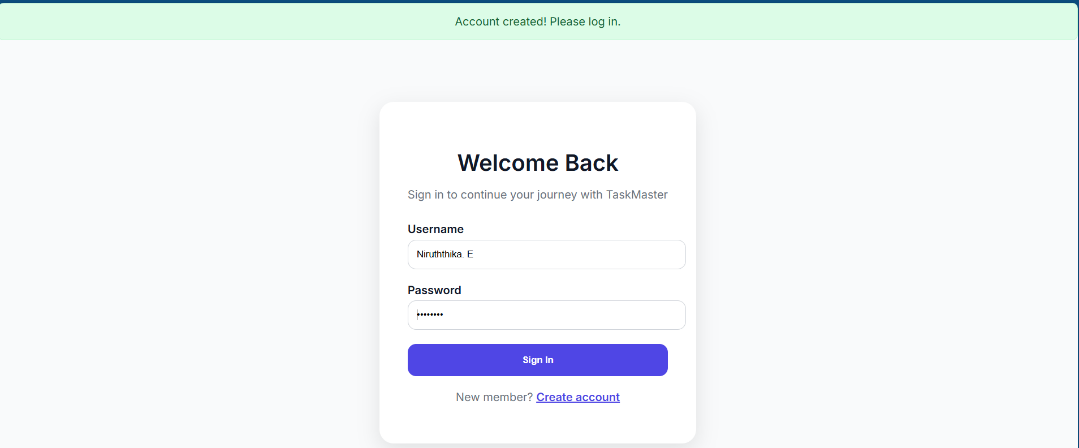 Account created! Please log in.
Welcome Back
Sign in to continue your journey with TaskMaster
Username
Niruththika. E
Password
••••••••
Sign In
New member? Create account